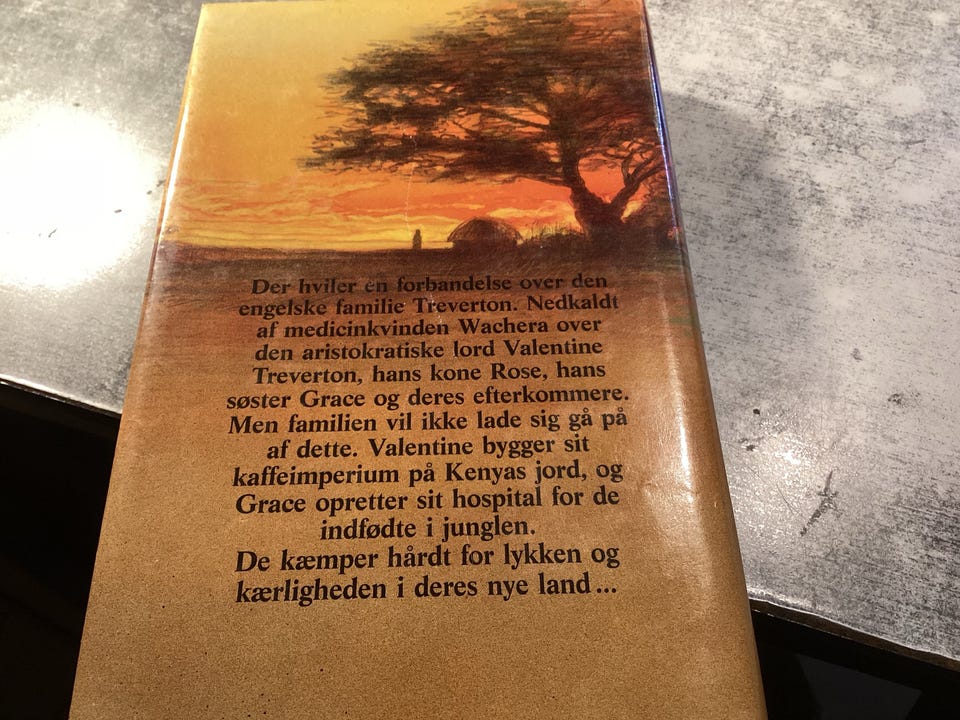 Der hviler en forbandelse over den
engelske familie Treverton. Nedkaldt
af medicinkvinden Wachera over
den aristokratiske lord Valentine
Treverton, hans kone Rose, hans
søster Grace og deres efterkommere.
Men familien vil ikke lade sig gå på
af dette. Valentine bygger sit
kaffeimperium på Kenyas jord, og
Grace opretter sit hospital for de
indfødte i junglen.
De kæmper hårdt for lykken og
kærligheden i deres nye land...